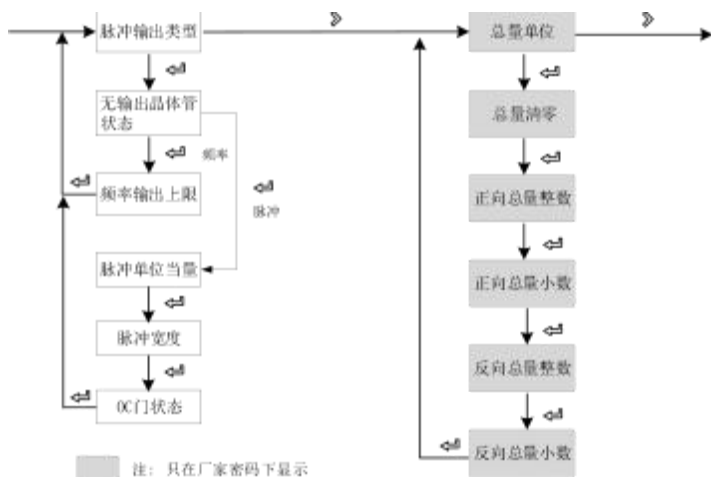 脉冲输出类型
总量单位
无输出晶体管
状态
总量清零
频率
频率输出上限
正向总量整数
脉冲
脉冲单位当量
正向总量小数
脉冲宽度
反向总量整数
OC门状态
反向总量小数
注: 只在厂家密码下显示